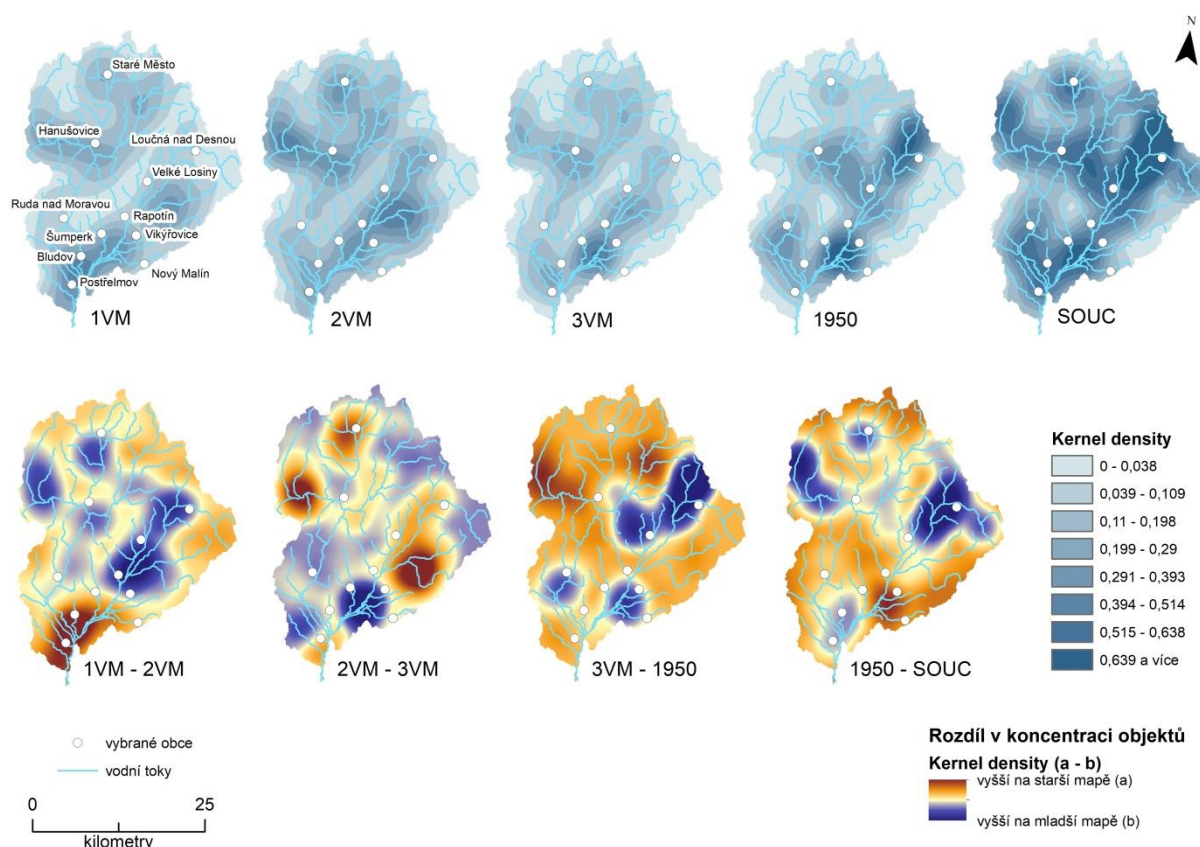 N
Staré Město
Hanušovice
Loučná nad Desnou
Velké Losiny
Ruda nad Moravou
Rapotín
Šumperk
Vikýřovice
Bludov
Nový Malín
Postřelmov
1VM
2VM
3VM
1950
SOUC
1VM - 2VM
2VM - 3VM
3VM - 1950
1950 - SOUC
Kernel density
0 - 0,038
0,039 - 0,109
0,11 - 0,198
0,199 - 0,29
0,291 - 0,393
0,394 - 0,514
0,515 - 0,638
0,639 a více
vybrané obce
vodní toky
0 25
kilometry
Rozdíl v koncentraci objektů
Kernel density (a - b)
vyšší na starší mapě (a)
vyšší na mladší mapě (b)